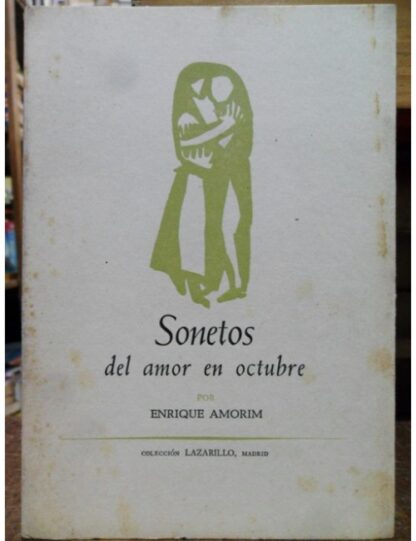 Sonetos
del amor en octubre
POR
ENRIQUE AMORIM
COLECCIÓN LAZARILLO, MADRID